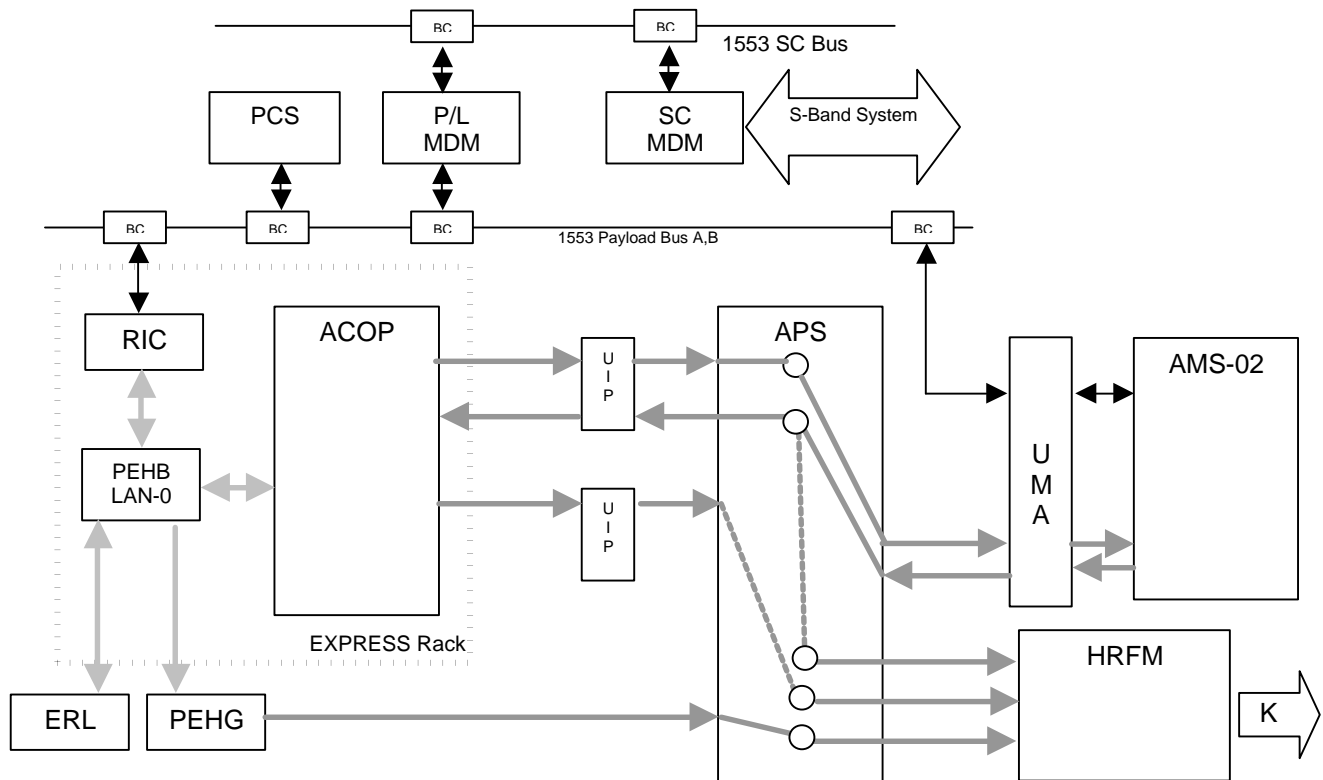 BC
BC
1553 SC Bus
PCS
P/L
MDM
SC
MDM
S-Band System
BC
BC
BC
BC
1553 Payload Bus A,B
RIC
ACOP
U
I
P
APS
AMS-02
U
M
A
PEHB
LAN-0
U
I
P
EXPRESS Rack
HRFM
ERL
PEHG
K